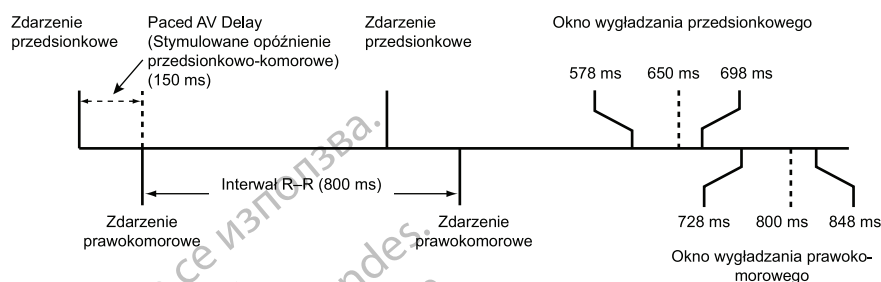 Zdarzenie
przedsionkowe
Paced AV Delay
(Stymulowane opóźnienie
przedsionkowo-komorowe)
(150 ms)
Zdarzenie
przedsionkowe
Okno wygładzania przedsionkowego
578 ms 650 ms 698 ms
Interwał R–R (800 ms)
Zdarzenie
prawokomorowe
Zdarzenie
prawokomorowe
728 ms 800 ms 848 ms
Okno wygładzania prawoko-
morowego
се използва.